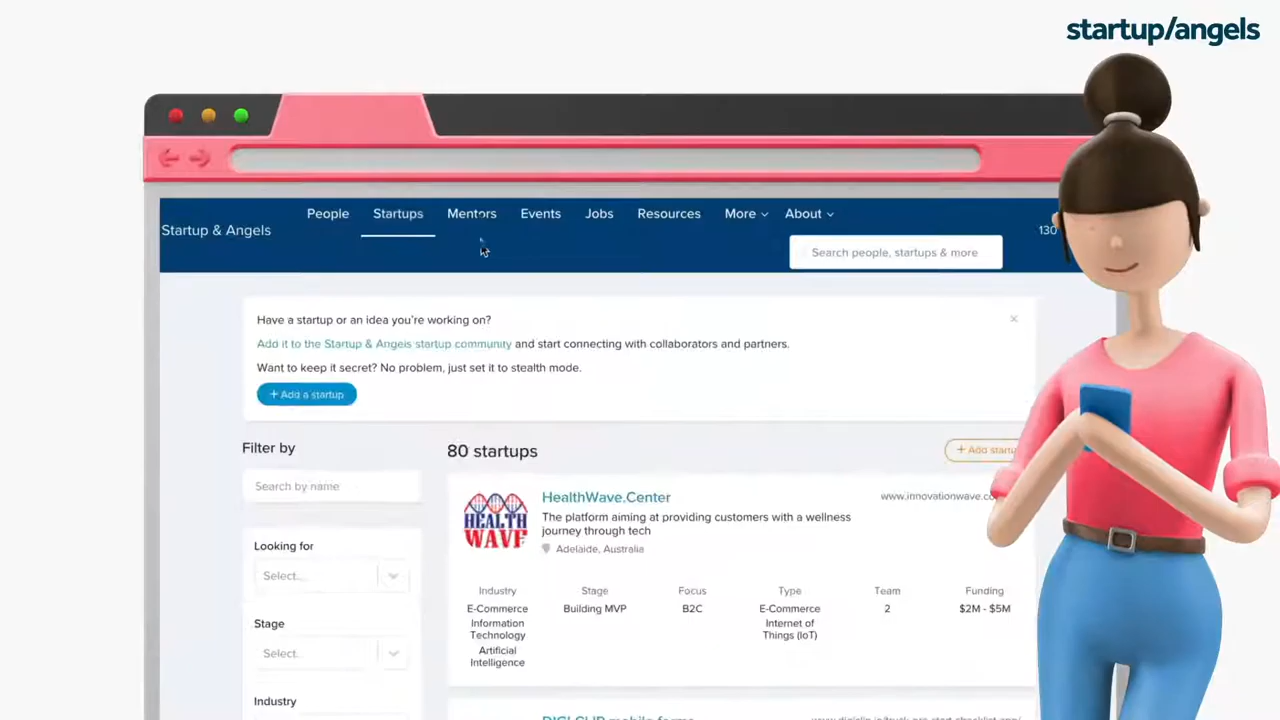 startup/angels
People Startups Mentors Events Jobs Resources More About
Startup & Angels
130
Search people, startups & more
Have a startup or an idea you're working on?
Add it to the Startup & Angels startup community and start connecting with collaborators and partners.
Want to keep it secret? No problem, just set it to stealth mode.
+ Add a startup
Filter by
80 startups
+ Add
Search by name
HealthWave.Center
HEALTH
WAVE
The platform aiming at providing customers with a wellness
journey through tech
Adelaide, Australia
Looking for
Select...
Industry Stage Focus Type Team Funding
E-Commerce Building MVP B2C E-Commerce 2 $2M - $5M
Information
Technology
Internet of
Things (IoT)
Artificial
Intelligence
Stage
Select..
Industry